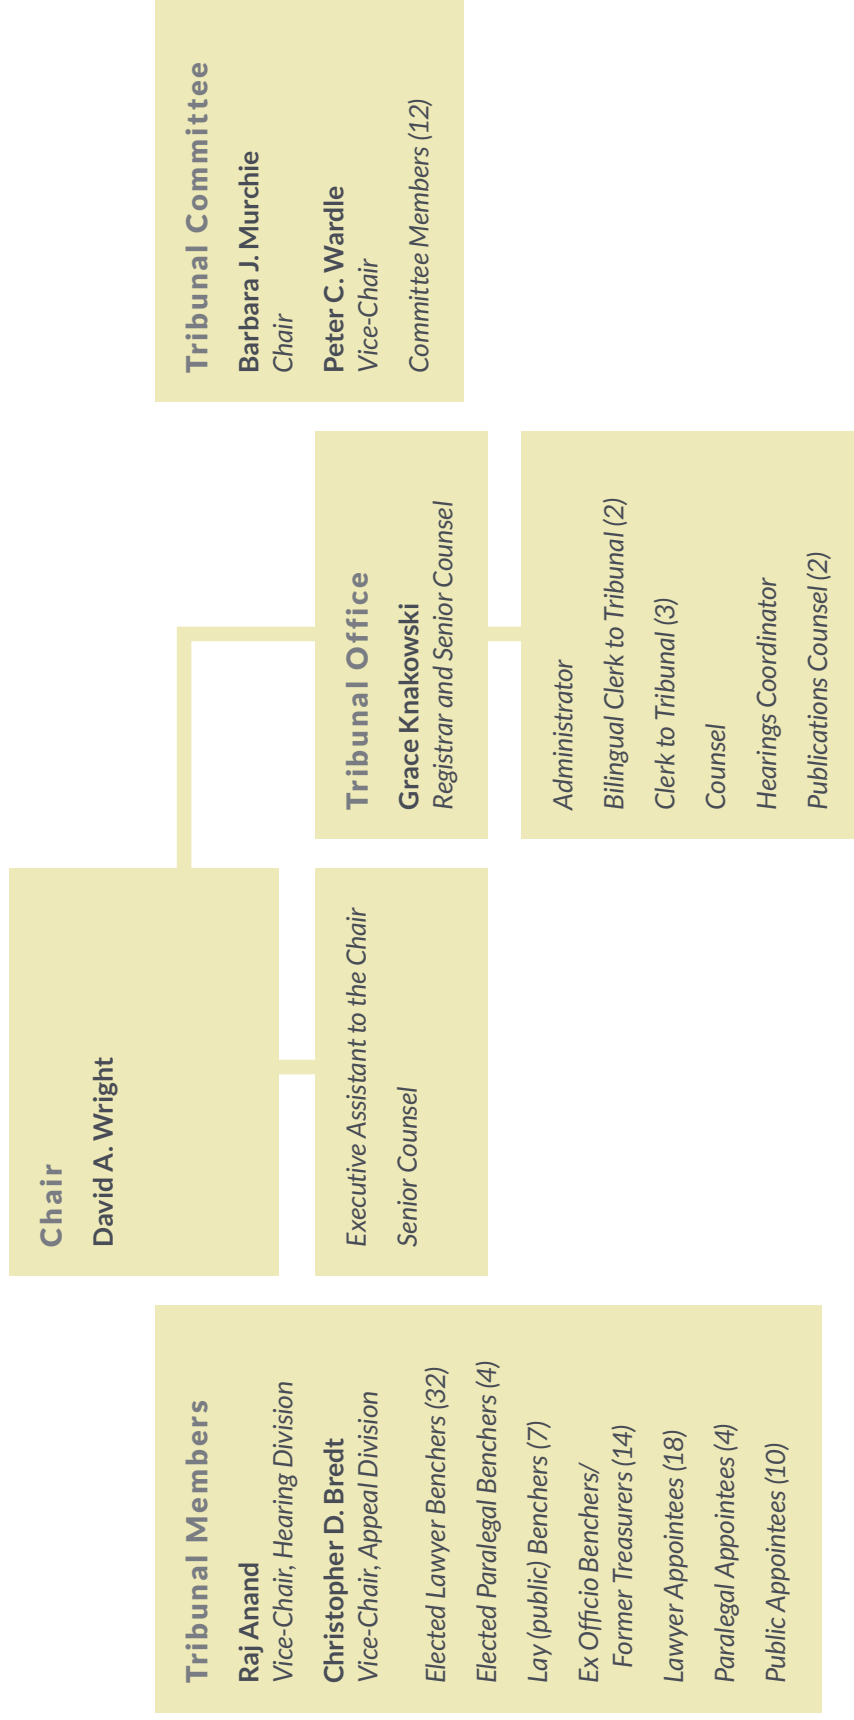 Chair
David A. Wright
Tribunal Members
Raj Anand
Vice-Chair, Hearing Division
Christopher D. Bredt
Vice-Chair, Appeal Division
Elected Lawyer Benchers (32)
Elected Paralegal Benchers (4)
Lay (public) Benchers (7)
Ex Officio Benchers/
Former Treasurers (14)
Lawyer Appointees (18)
Paralegal Appointees (4)
Public Appointees (10)
Executive Assistant to the Chair
Senior Counsel
Tribunal Office
Grace Knakowski
Registrar and Senior Counsel
Administrator
Bilingual Clerk to Tribunal (2)
Clerk to Tribunal (3)
Counsel
Hearings Coordinator
Publications Counsel (2)
Tribunal Committee
Barbara J. Murchie
Chair
Peter C. Wardle
Vice-Chair
Committee Members (12)